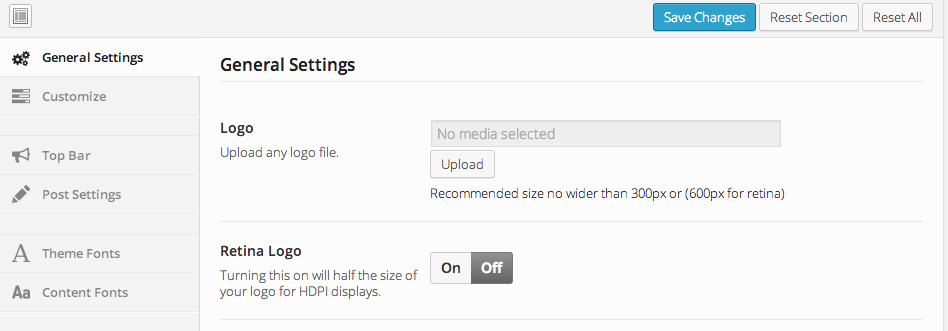 Save Changes
Reset Section
Reset All
General Settings
Customize
Top Bar
Post Settings
Theme Fonts
Aa Content Fonts
General Settings
Logo
Upload any logo file.
No media selected
Upload
Recommended size no wider than 300px or (600px for retina)
Retina Logo
Turning this on will half the size of
your logo for HDPI displays.
On Off